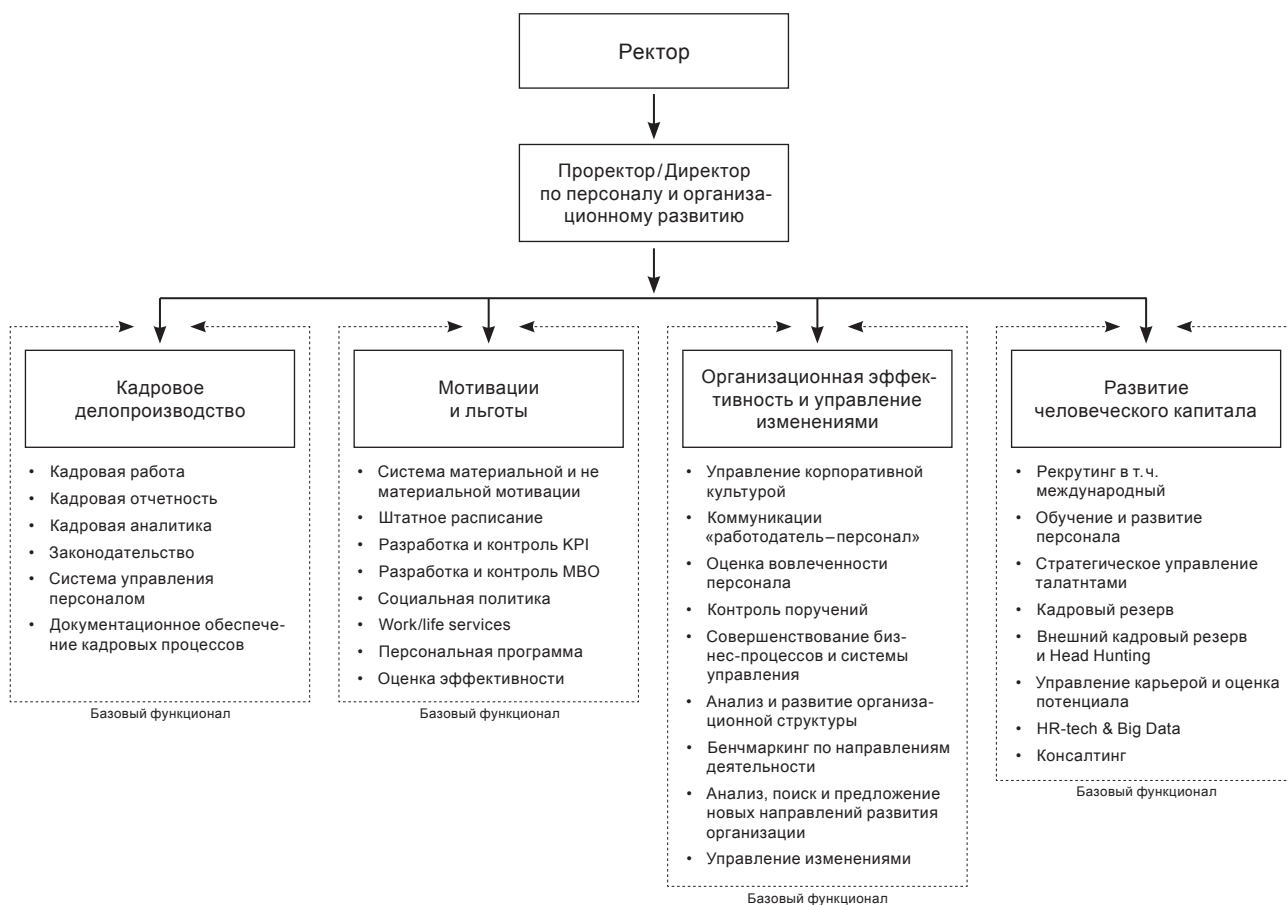 Ректор
Проректор/Директор
по персоналу и организа-
ционному развитию
Кадровое
делопроизводство
• Кадровая работа
• Кадровая отчетность
• Кадровая аналитика
• Законодательство
• Система управления
персоналом
• Документационное обеспече-
ние кадровых процессов
Базовый функционал
Мотивации
и льготы
• Система материальной и не
материальной мотивации
• Штатное расписание
• Разработка и контроль KPI
• Разработка и контроль MBO
• Социальная политика
• Work/life services
• Персональная программа
• Оценка эффективности
Базовый функционал
Организационная эффек-
тивность и управление
изменениями
• Управление корпоративной
культурой
• Коммуникации
«работодатель–персонал»
• Оценка вовлеченности
персонала
• Контроль поручений
• Совершенствование биз-
нес-процессов и системы
управления
• Анализ и развитие организа-
ционной структуры
• Бенчмаркинг по направлениям
деятельности
• Анализ, поиск и предложение
новых направлений развития
организации
• Управление изменениями
Базовый функционал
Развитие
человеческого капитала
• Рекрутинг в т. ч.
международный
• Обучение и развитие
персонала
• Стратегическое управление
талатнтами
• Кадровый резерв
• Внешний кадровый резерв
и Head Hunting
• Управление карьерой и оценка
потенциала
• HR-tech & Big Data
• Консалтинг
Базовый функционал